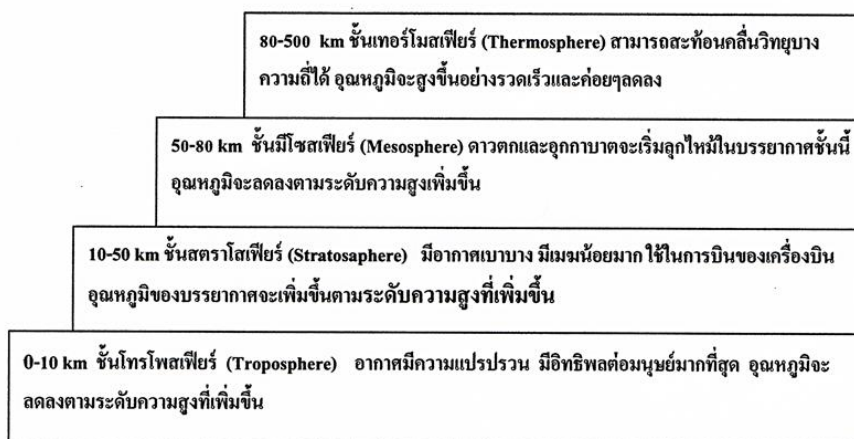 80-500 km ชั้นเทอร์โมสเฟียร์ (Thermosphere) สามารถสะท้อนคลื่นวิทยุบาง
ความถี่ได้ อุณหภูมิจะสูงขึ้นอย่างรวดเร็วและค่อยๆลดลง
50-80 km ชั้นมีโซสเฟียร์ (Mesosphere) ดาวตกและอุกกาบาตจะเริ่มลุกไหม้ในบรรยากาศชั้นนี้
อุณหภูมิจะลดลงตามระดับความสูงเพิ่มขึ้น
10-50 km ชั้นสตราโสเฟียร์ (Stratosaphere) มีอากาศเบาบาง มีเมฆน้อยมาก ใช้ในการบินของเครื่องบิน
อุณหภูมิของบรรยากาศจะเพิ่มขึ้นตามระดับความสูงที่เพิ่มขึ้น
0-10 km ชั้นโทรโพสเฟียร์ (Troposphere) อากาศมีความแปรปรวน มีอิทธิพลต่อมนุษย์มากที่สุด อุณหภูมิจะ
ลดลงตามระดับความสูงที่เพิ่มขึ้น